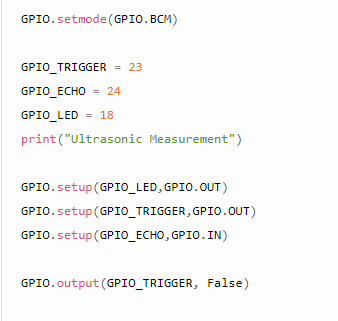 GPIO.setmode(GPIO.BCM)
GPIO_TRIGGER = 23
GPIO_ECHO = 24
GPIO_LED = 18
print("Ultrasonic Measurement")
GPIO.setup(GPIO_LED,GPIO.OUT)
GPIO.setup(GPIO_TRIGGER,GPIO.OUT)
GPIO.setup(GPIO_ECHO,GPIO.IN)
GPIO.output(GPIO_TRIGGER, False)